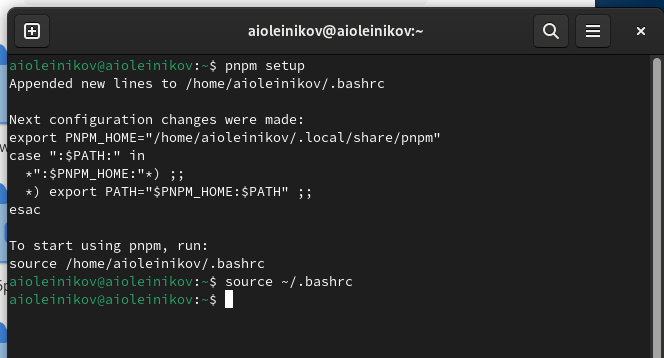 aioleinikov@aioleinikov:~
aioleinikov@aioleinikov:~$ pnpm setup
Appended new lines to /home/aioleinikov/.bashrc

Next configuration changes were made:
export PNPM_HOME="/home/aioleinikov/.local/share/pnpm"
case ":$PATH:" in
  *":$PNPM_HOME:"*) ;;
  *) export PATH="$PNPM_HOME:$PATH" ;;
esac

To start using pnpm, run:
source /home/aioleinikov/.bashrc
aioleinikov@aioleinikov:~$ source ~/.bashrc
aioleinikov@aioleinikov:~$